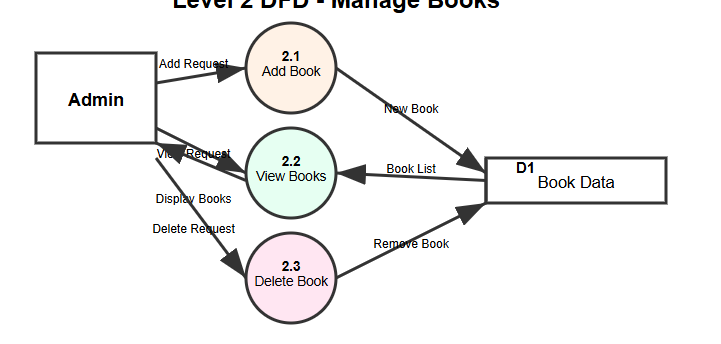 Level 2 DFD - Manage Books
Admin
Add Request
2.1
Add Book
New Book
View Request
2.2
View Books
Book List
D1
Book Data
Display Books
Delete Request
2.3
Delete Book
Remove Book